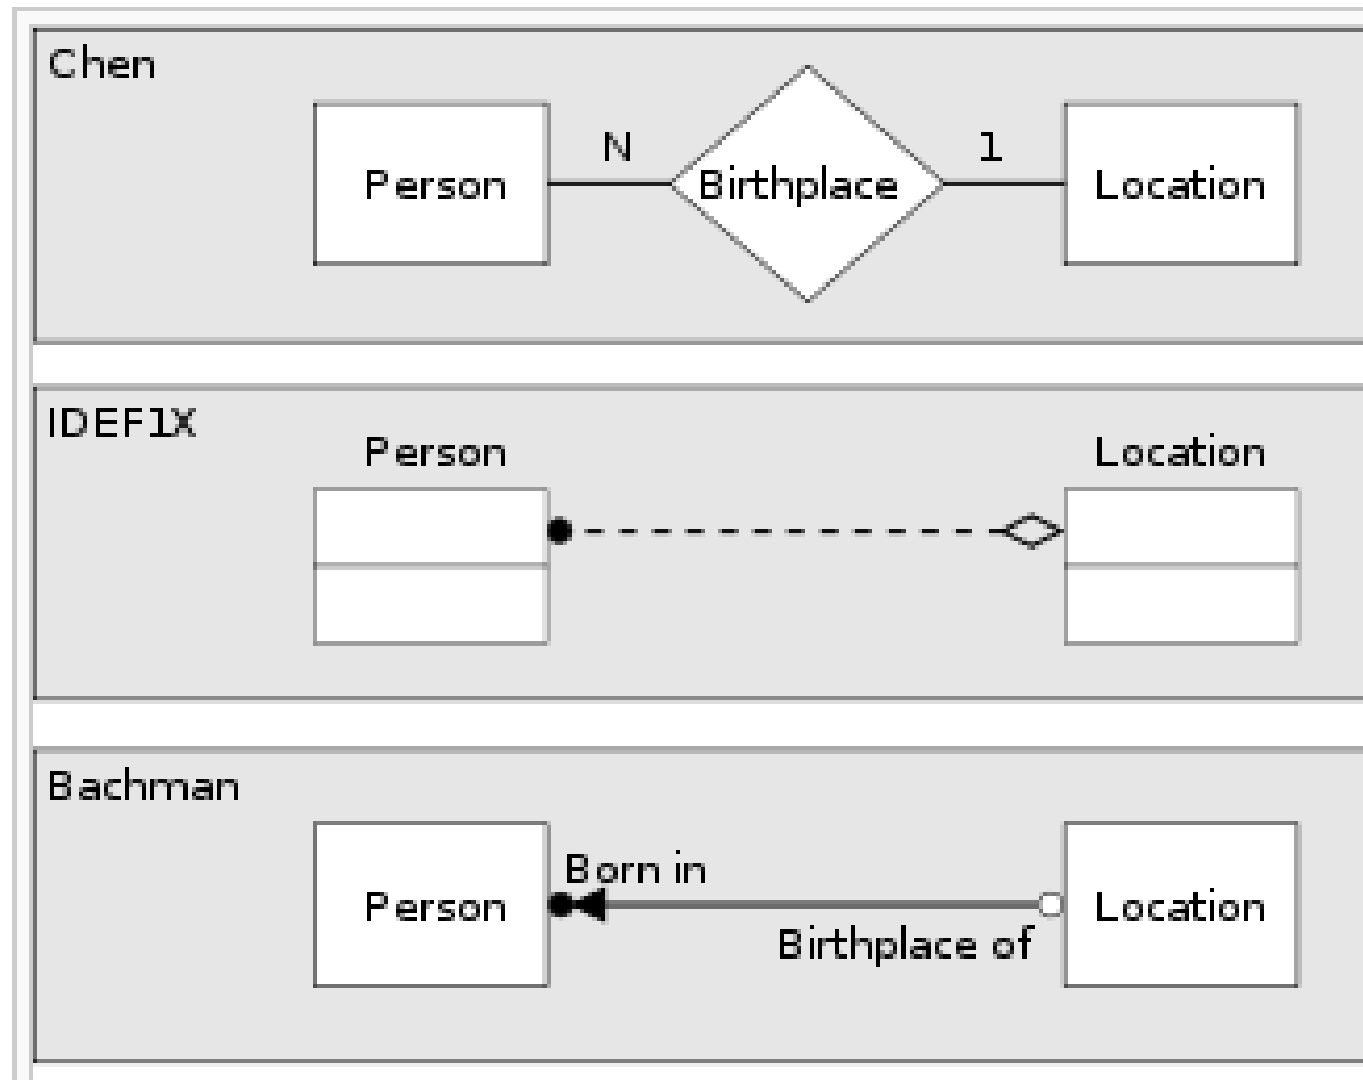 Chen
Person
N
Birthplace
1
Location
IDEF1X
Person
Location
Bachman
Person
Born in
Birthplace of
Location